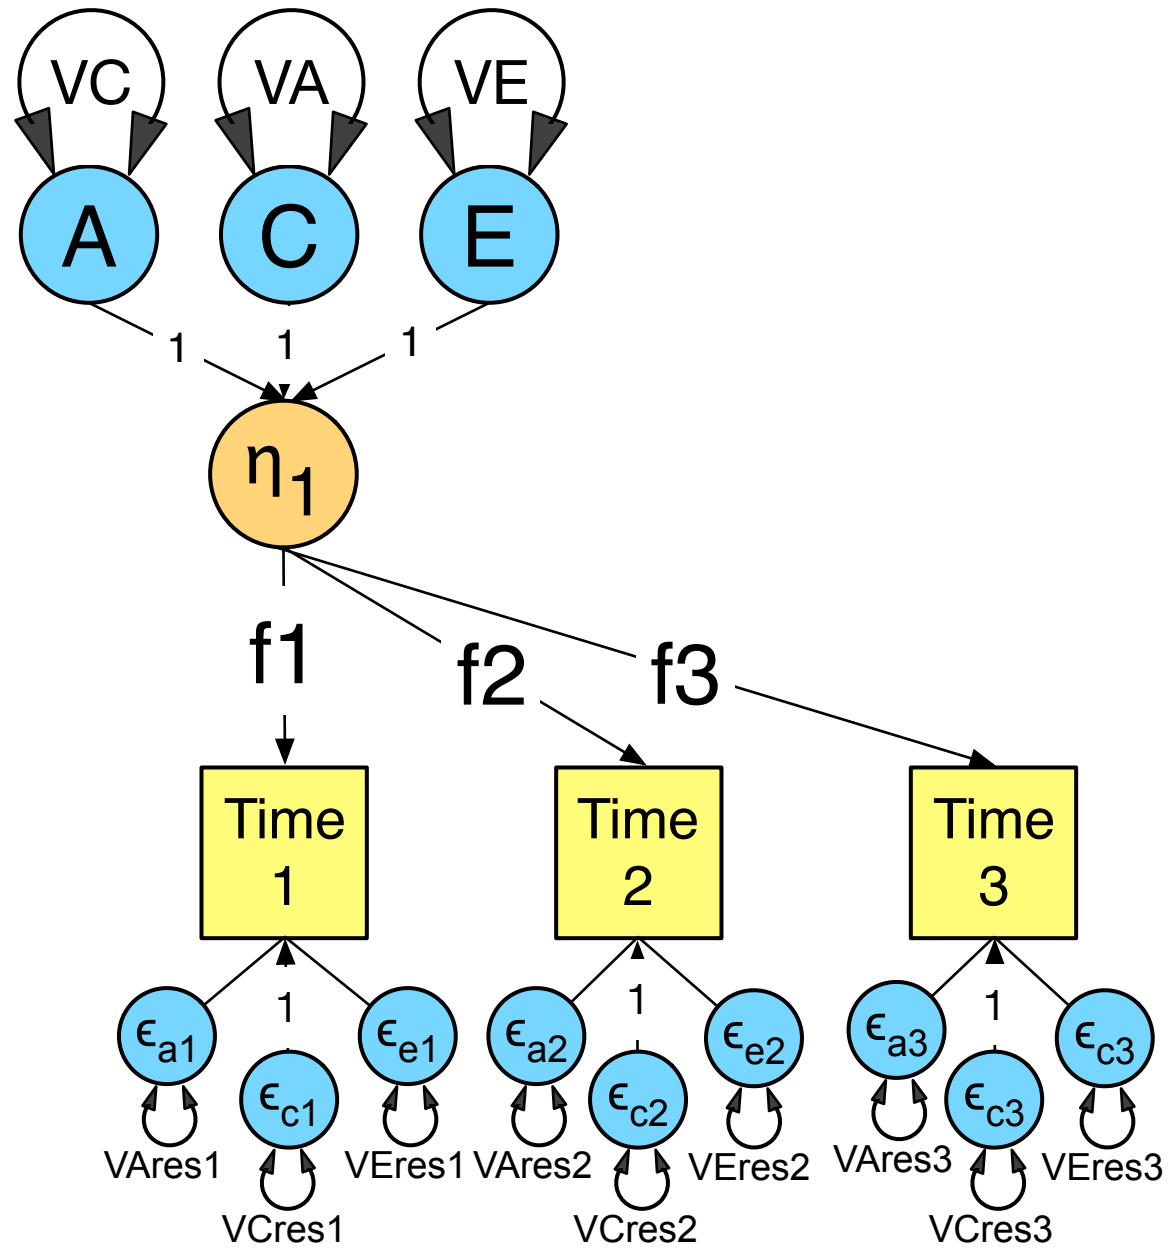 VC VA VE
A C E
1 1 1
η1
f1 f2 f3
Time Time Time
1 2 3
1 1 1
ϵa1 ϵe1 ϵa2 ϵe2 ϵa3 ϵc3
ϵc1 ϵc2 ϵc3
VAres1 VEres1 VAres2 VEres2 VAres3 VEres3
VCres1 VCres2 VCres3